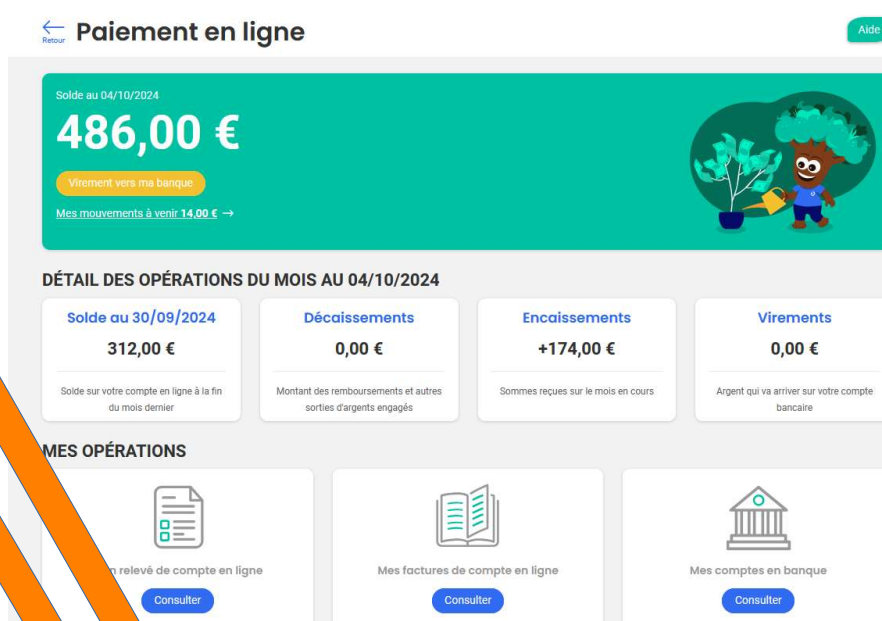 Retour
Paiement en ligne
Aide
Solde au 04/10/2024
486,00 €
Virement vers ma banque
Mes mouvements à venir 14,00 € →
DÉTAIL DES OPÉRATIONS DU MOIS AU 04/10/2024
Solde au 30/09/2024
312,00 €
Solde sur votre compte en ligne à la fin
du mois dernier
Décaissements
0,00 €
Montant des remboursements et autres
sorties d'argents engagés
Encaissements
+174,00 €
Sommes reçues sur le mois en cours
Virements
0,00 €
Argent qui va arriver sur votre compte
bancaire
MES OPÉRATIONS
relevé de compte en ligne
Consulter
Mes factures de compte en ligne
Consulter
Mes comptes en banque
Consulter